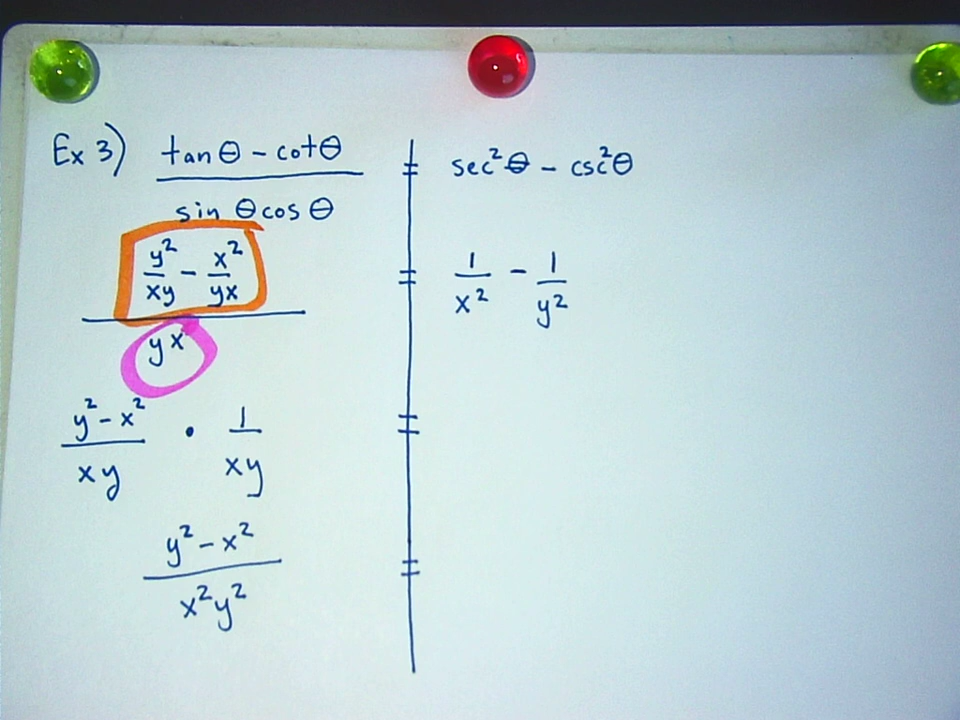 Ex 3) (tanθ - cotθ)/(sin θ cos θ) = sec²θ - csc²θ
(y²/xy - x²/yx)/(yx) = 1/x² - 1/y²
(y² - x²)/(xy) • 1/(xy) =
(y² - x²)/(x²y²) =